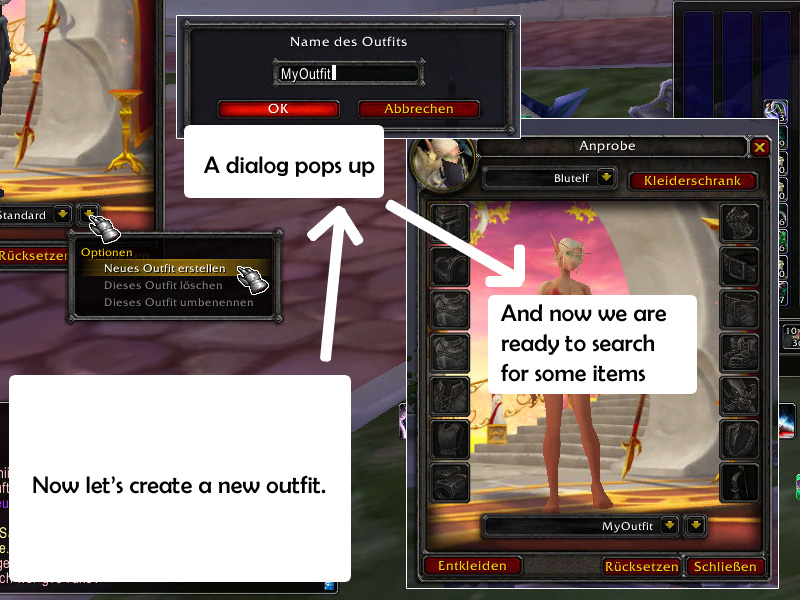 Name des Outfits
MyOutfit
OK
Abbrechen
A dialog pops up
Anprobe
Blutelf
Kleiderschrank
Standard
Rücksetzen
Optionen
Neues Outfit erstellen
Dieses Outfit löschen
Dieses Outfit umbenennen
And now we are
ready to search
for some items
Now let's create a new outfit.
MyOutfit
Entkleiden
Rücksetzen
Schließen